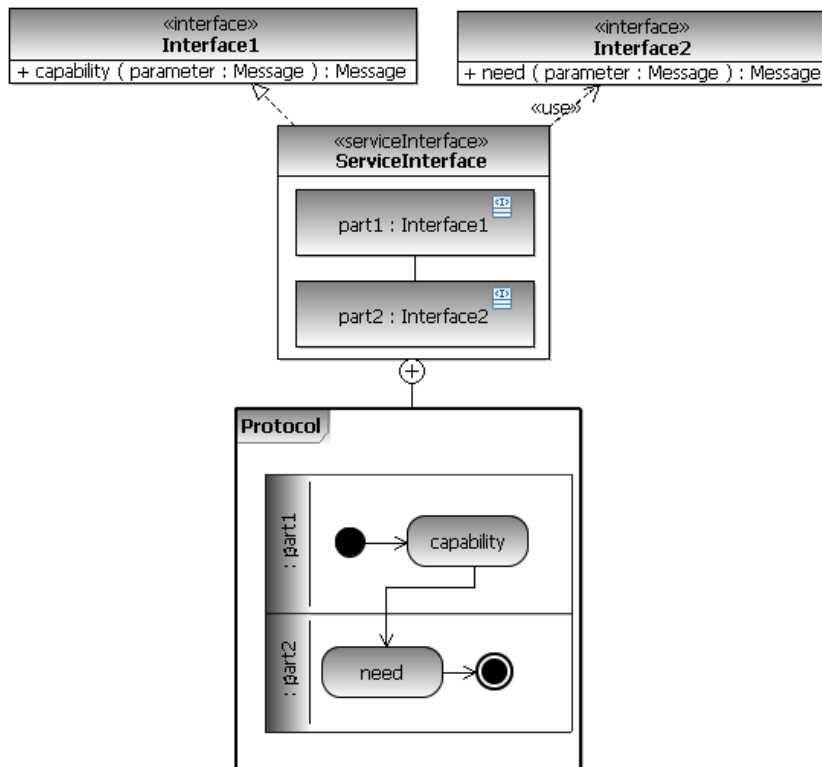 «interface»
Interface1
+ capability ( parameter : Message ) : Message
«interface»
Interface2
+ need ( parameter : Message ) : Message
«use»
«serviceInterface»
ServiceInterface
part1 : Interface1
part2 : Interface2
Protocol
: part1
capability
: part2
need